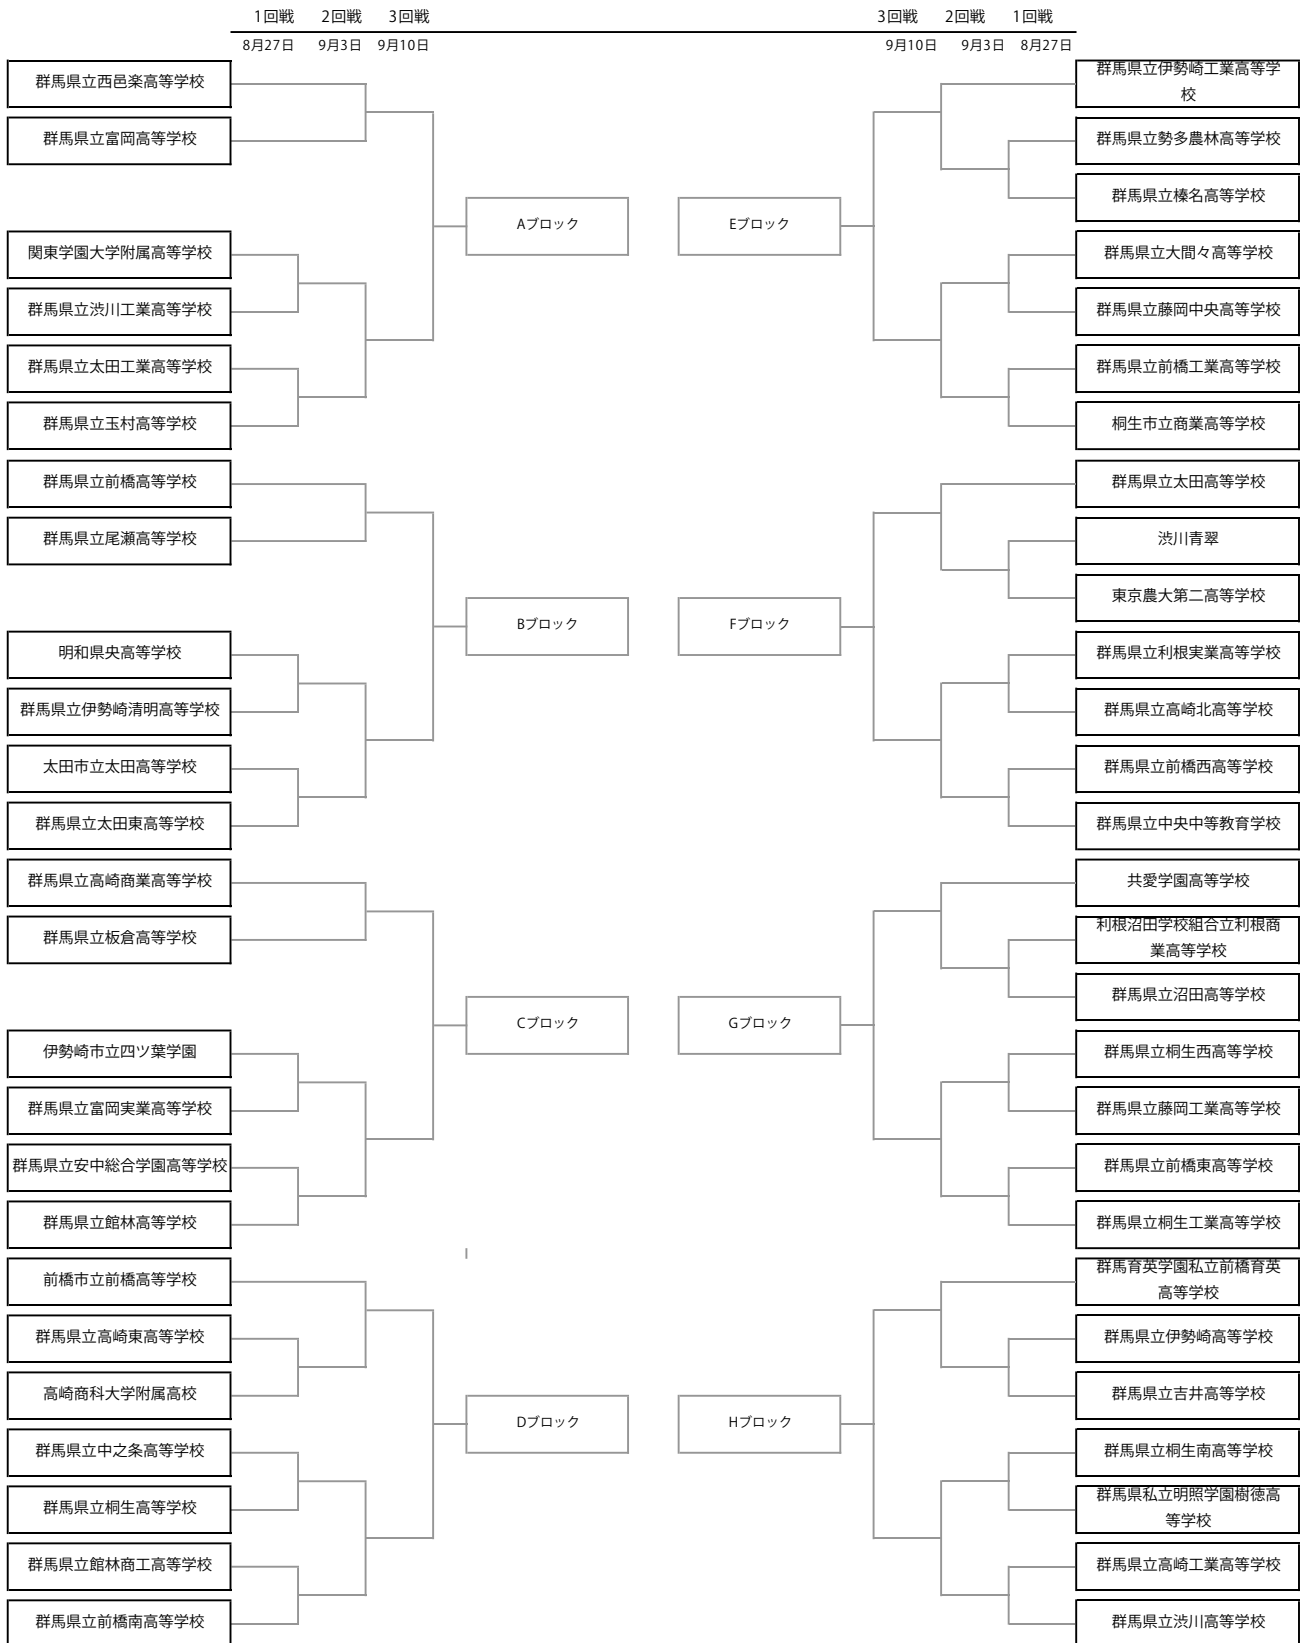 1回戦 2回戦 3回戦
8月27日 9月3日 9月10日
群馬県立西邑楽高等学校
群馬県立富岡高等学校
Aブロック
関東学園大学附属高等学校
群馬県立渋川工業高等学校
群馬県立太田工業高等学校
群馬県立玉村高等学校
群馬県立前橋高等学校
群馬県立尾瀬高等学校
Bブロック
明和県央高等学校
群馬県立伊勢崎清明高等学校
太田市立太田高等学校
群馬県立太田東高等学校
群馬県立高崎商業高等学校
群馬県立板倉高等学校
Cブロック
伊勢崎市立四ツ葉学園
群馬県立富岡実業高等学校
群馬県立安中総合学園高等学校
群馬県立館林高等学校
前橋市立前橋高等学校
群馬県立高崎東高等学校
高崎商科大学附属高校
Dブロック
群馬県立中之条高等学校
群馬県立桐生高等学校
群馬県立館林商工高等学校
群馬県立前橋南高等学校
3回戦 2回戦 1回戦
9月10日 9月3日 8月27日
群馬県立伊勢崎工業高等学
校
群馬県立勢多農林高等学校
群馬県立榛名高等学校
Eブロック
群馬県立大間々高等学校
群馬県立藤岡中央高等学校
群馬県立前橋工業高等学校
桐生市立商業高等学校
群馬県立太田高等学校
渋川青翠
東京農大第二高等学校
Fブロック
群馬県立利根実業高等学校
群馬県立高崎北高等学校
群馬県立前橋西高等学校
群馬県立中央中等教育学校
共愛学園高等学校
利根沼田学校組合立利根商
業高等学校
群馬県立沼田高等学校
Gブロック
群馬県立桐生西高等学校
群馬県立藤岡工業高等学校
群馬県立前橋東高等学校
群馬県立桐生工業高等学校
群馬育英学園私立前橋育英
高等学校
群馬県立伊勢崎高等学校
群馬県立吉井高等学校
Hブロック
群馬県立桐生南高等学校
群馬県私立明照学園樹徳高
等学校
群馬県立高崎工業高等学校
群馬県立渋川高等学校